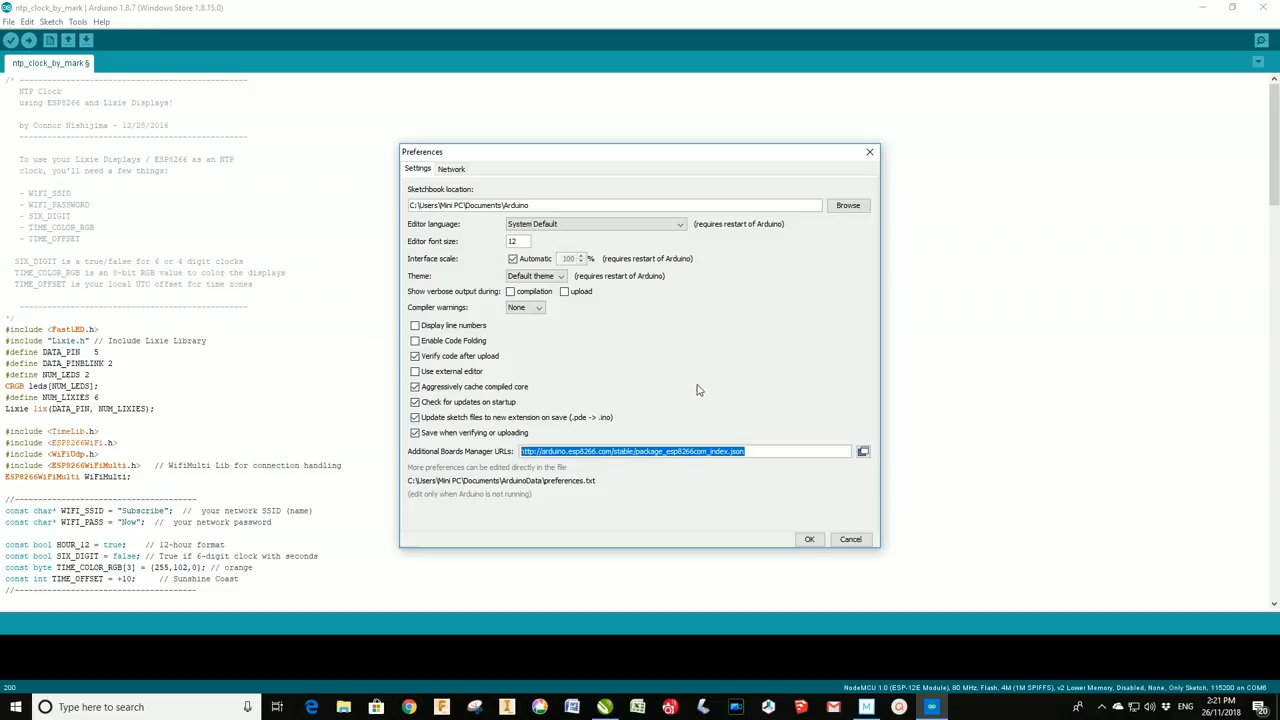 ntp_clock_by_mark | Arduino 1.8.7 (Windows Store 1.8.15.0)
File Edit Sketch Tools Help
ntp_clock_by_mark §
/* ----------------------------------------
NTP Clock
using ESP8266 and Lixie Displays!
by Connor Nishijima - 12/28/2016
----------------------------------------
To use your Lixie Displays / ESP8266 as an NTP
clock, you'll need a few things:
- WIFI_SSID
- WIFI_PASSWORD
- SIX_DIGIT
- TIME_COLOR_RGB
- TIME_OFFSET
SIX_DIGIT is a true/false for 6 or 4 digit clocks
TIME_COLOR_RGB is an 8-bit RGB value to color the displays
TIME_OFFSET is your local UTC offset for time zones
----------------------------------------
*/
#include <FastLED.h>
#include "Lixie.h" // Include Lixie Library
#define DATA_PIN 5
#define DATA_PINBLINK 2
#define NUM_LEDS 2
CRGB leds[NUM_LEDS];
#define NUM_LIXIES 6
Lixie lix(DATA_PIN, NUM_LIXIES);
#include <TimeLib.h>
#include <ESP8266WiFi.h>
#include <WiFiUdp.h>
#include <ESP8266WiFiMulti.h> // WifiMulti Lib for connection handling
ESP8266WiFiMulti WiFiMulti;
//------------------------------------
const char* WIFI_SSID = "Subscribe"; // your network SSID (name)
const char* WIFI_PASS = "Now"; // your network password
const bool HOUR_12 = true; // 12-hour format
const bool SIX_DIGIT = false; // True if 6-digit clock with seconds
const byte TIME_COLOR_RGB[3] = {255,102,0}; // orange
const int TIME_OFFSET = +10; // Sunshine Coast
//------------------------------------
Preferences
Settings Network
Sketchbook location:
C:\Users\Mini PC\Documents\Arduino Browse
Editor language: System Default (requires restart of Arduino)
Editor font size: 12
Interface scale: Automatic 100 % (requires restart of Arduino)
Theme: Default theme (requires restart of Arduino)
Show verbose output during: compilation upload
Compiler warnings: None
Display line numbers
Enable Code Folding
Verify code after upload
Use external editor
Aggressively cache compiled core
Check for updates on startup
Update sketch files to new extension on save (.pde -> .ino)
Save when verifying or uploading
Additional Boards Manager URLs: http://arduino.esp8266.com/stable/package_esp8266com_index.json
More preferences can be edited directly in the file
C:\Users\Mini PC\Documents\ArduinoData\preferences.txt
(edit only when Arduino is not running)
OK Cancel
200 NodeMCU 1.0 (ESP-12E Module), 80 MHz, Flash, 4M (1M SPIFFS), v2 Lower Memory, Disabled, None, Only Sketch, 115200 on COM6
Type here to search
ENG
2:21 PM
26/11/2018
20